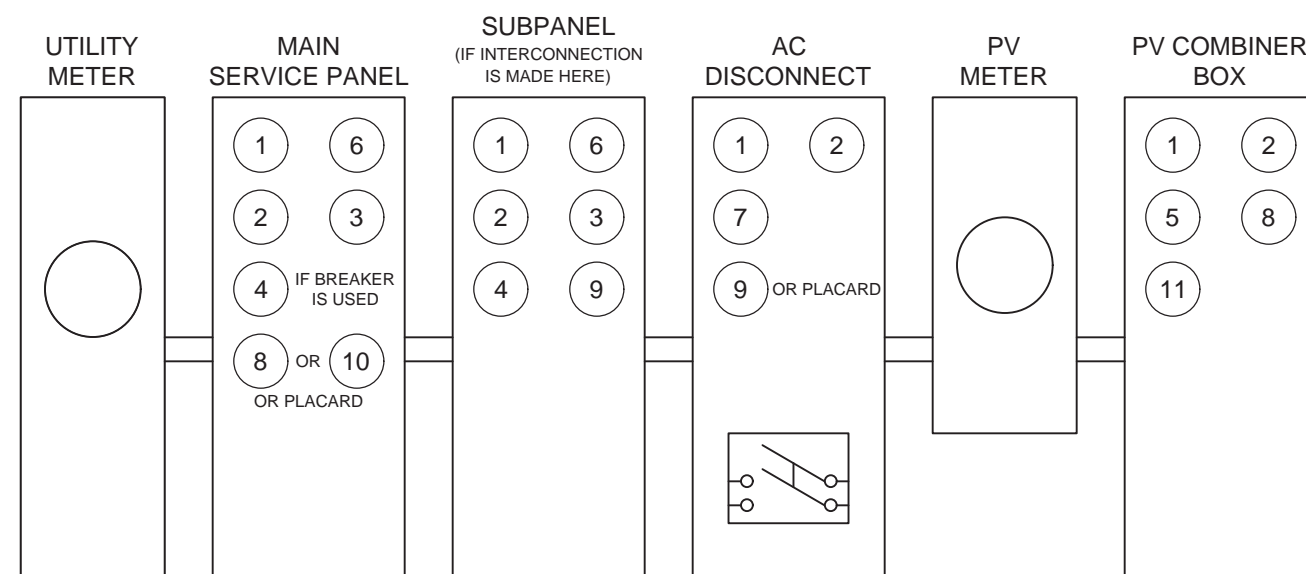 UTILITY
METER
MAIN
SERVICE PANEL
SUBPANEL
(IF INTERCONNECTION
IS MADE HERE)
AC
DISCONNECT
PV
METER
PV COMBINER
BOX
1 6
2 3
4 IF BREAKER
IS USED
8 OR 10
OR PLACARD
1 6
2 3
4 9
1 2
7
9 OR PLACARD
1 2
5 8
11